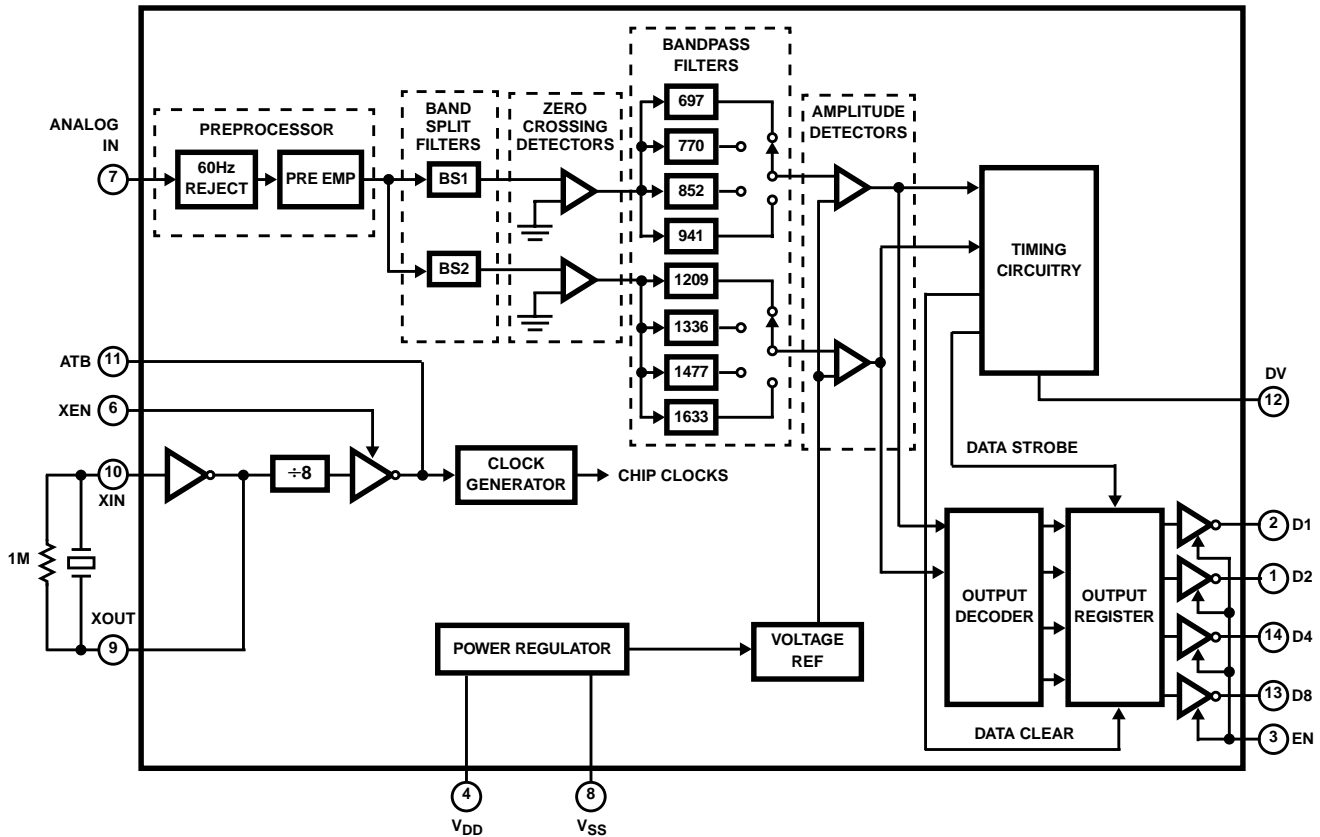 BANDPASS
FILTERS
697
770
852
941
1209
1336
1477
1633
ANALOG
IN
7
PREPROCESSOR
60Hz
REJECT
PRE EMP
BAND
SPLIT
FILTERS
BS1
BS2
ZERO
CROSSING
DETECTORS
AMPLITUDE
DETECTORS
TIMING
CIRCUITRY
ATB
11
XEN
6
10
XIN
÷8
CLOCK
GENERATOR
CHIP CLOCKS
1M
XOUT
9
DV
12
DATA STROBE
OUTPUT
DECODER
OUTPUT
REGISTER
2 D1
1 D2
14 D4
13 D8
3 EN
DATA CLEAR
POWER REGULATOR
VOLTAGE
REF
4
VDD
8
VSS